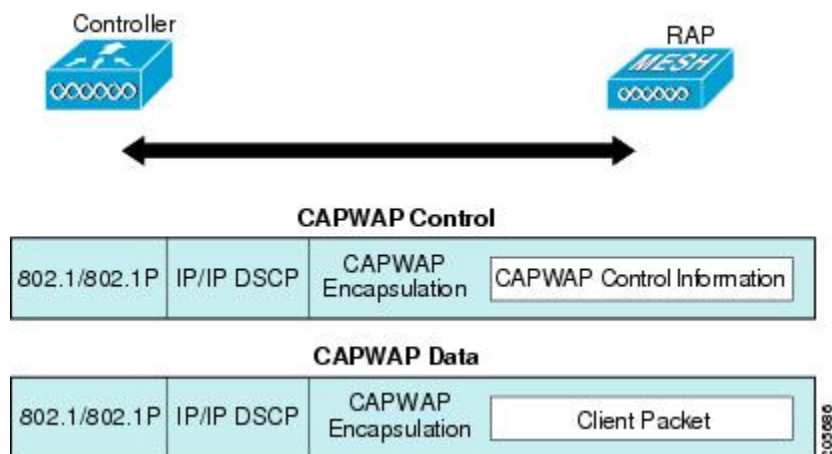 Controller
RAP
MESH
CAPWAP Control
802.1/802.1P IP/IP DSCP CAPWAP Encapsulation CAPWAP Control Information
CAPWAP Data
802.1/802.1P IP/IP DSCP CAPWAP Encapsulation Client Packet
205686